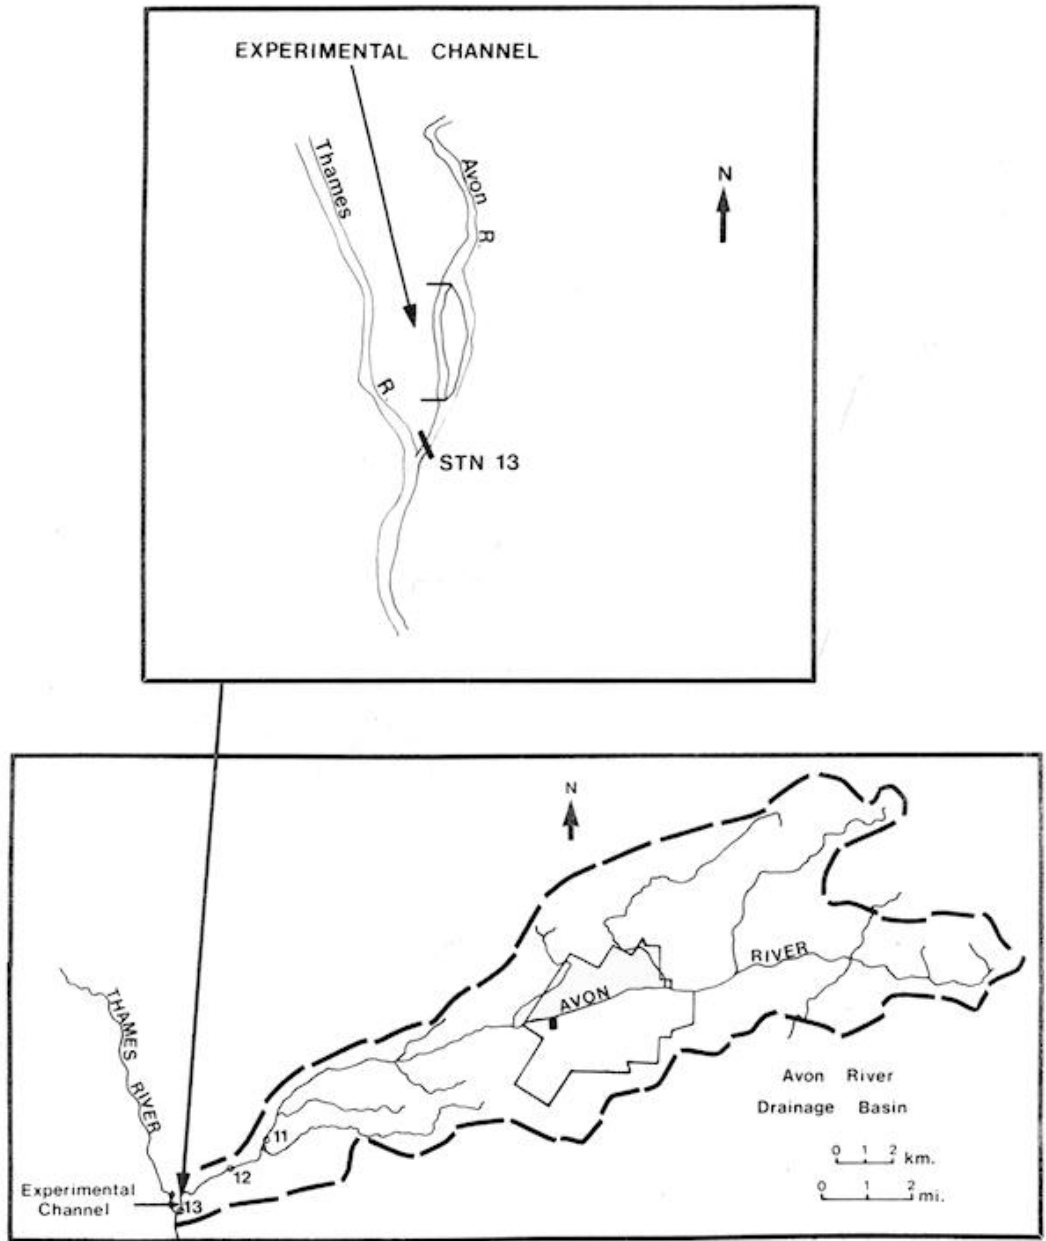 EXPERIMENTAL CHANNEL
Thames
R.
Avon
R.
N
STN 13
N
THAMES RIVER
AVON
RIVER
11
12
13
Experimental
Channel
Avon River
Drainage Basin
0 1 2 km.
0 1 2 mi.